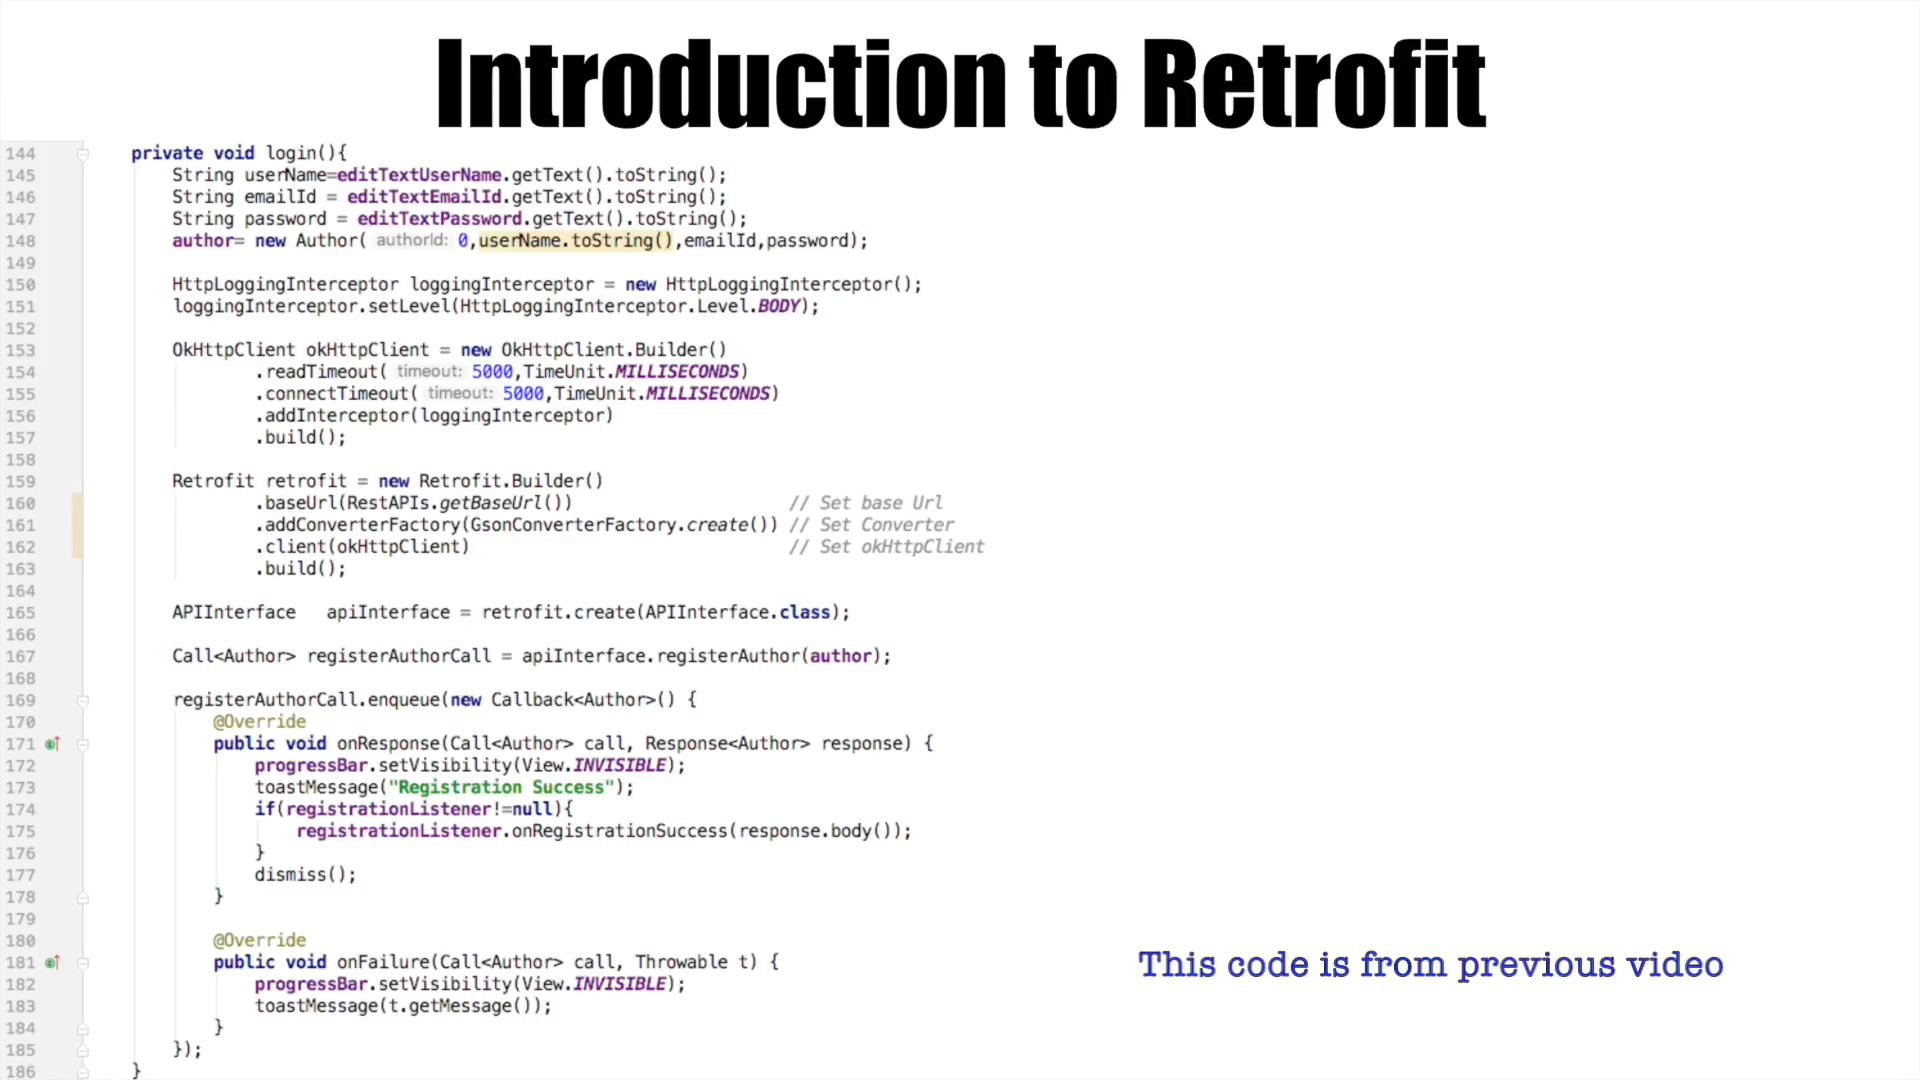 Introduction to Retrofit
144 private void login(){
145 String userName=editTextUserName.getText().toString();
146 String emailId = editTextEmailId.getText().toString();
147 String password = editTextPassword.getText().toString();
148 author= new Author( authorId: 0,userName.toString(),emailId,password);
149
150 HttpLoggingInterceptor loggingInterceptor = new HttpLoggingInterceptor();
151 loggingInterceptor.setLevel(HttpLoggingInterceptor.Level.BODY);
152
153 OkHttpClient okHttpClient = new OkHttpClient.Builder()
154 .readTimeout( timeout: 5000,TimeUnit.MILLISECONDS)
155 .connectTimeout( timeout: 5000,TimeUnit.MILLISECONDS)
156 .addInterceptor(loggingInterceptor)
157 .build();
158
159 Retrofit retrofit = new Retrofit.Builder()
160 .baseUrl(RestAPIs.getBaseUrl()) // Set base Url
161 .addConverterFactory(GsonConverterFactory.create()) // Set Converter
162 .client(okHttpClient) // Set okHttpClient
163 .build();
164
165 APIInterface apiInterface = retrofit.create(APIInterface.class);
166
167 Call<Author> registerAuthorCall = apiInterface.registerAuthor(author);
168
169 registerAuthorCall.enqueue(new Callback<Author>() {
170 @Override
171 public void onResponse(Call<Author> call, Response<Author> response) {
172 progressBar.setVisibility(View.INVISIBLE);
173 toastMessage("Registration Success");
174 if(registrationListener!=null){
175 registrationListener.onRegistrationSuccess(response.body());
176 }
177 dismiss();
178 }
179
180 @Override
181 public void onFailure(Call<Author> call, Throwable t) {
182 progressBar.setVisibility(View.INVISIBLE);
183 toastMessage(t.getMessage());
184 }
185 });
186 }
This code is from previous video